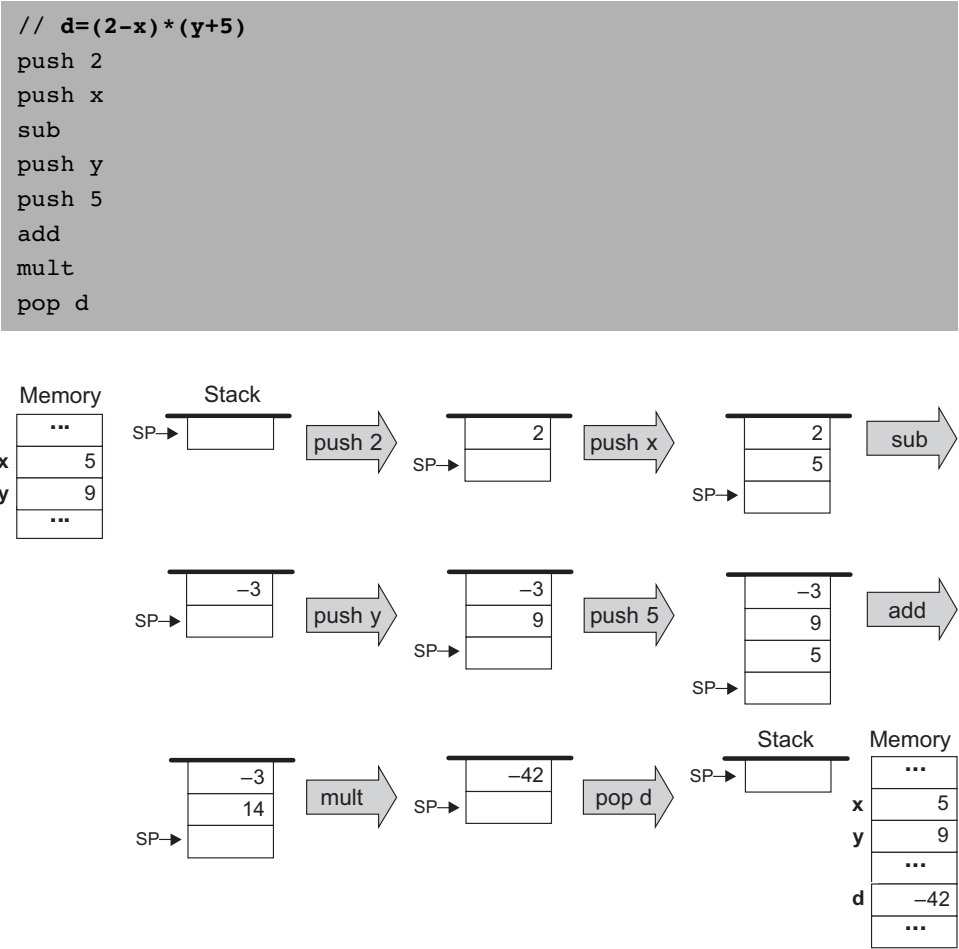 // d=(2-x)*(y+5)
push 2
push x
sub
push y
push 5
add
mult
pop d
Memory Stack
...
x 5
y 9
...
SP
push 2
2
SP
push x
2
5
SP
sub
–3
SP
push y
–3
9
SP
push 5
–3
9
5
SP
add
–3
14
SP
mult
–42
SP
pop d
Stack Memory
SP
...
x 5
y 9
...
d –42
...